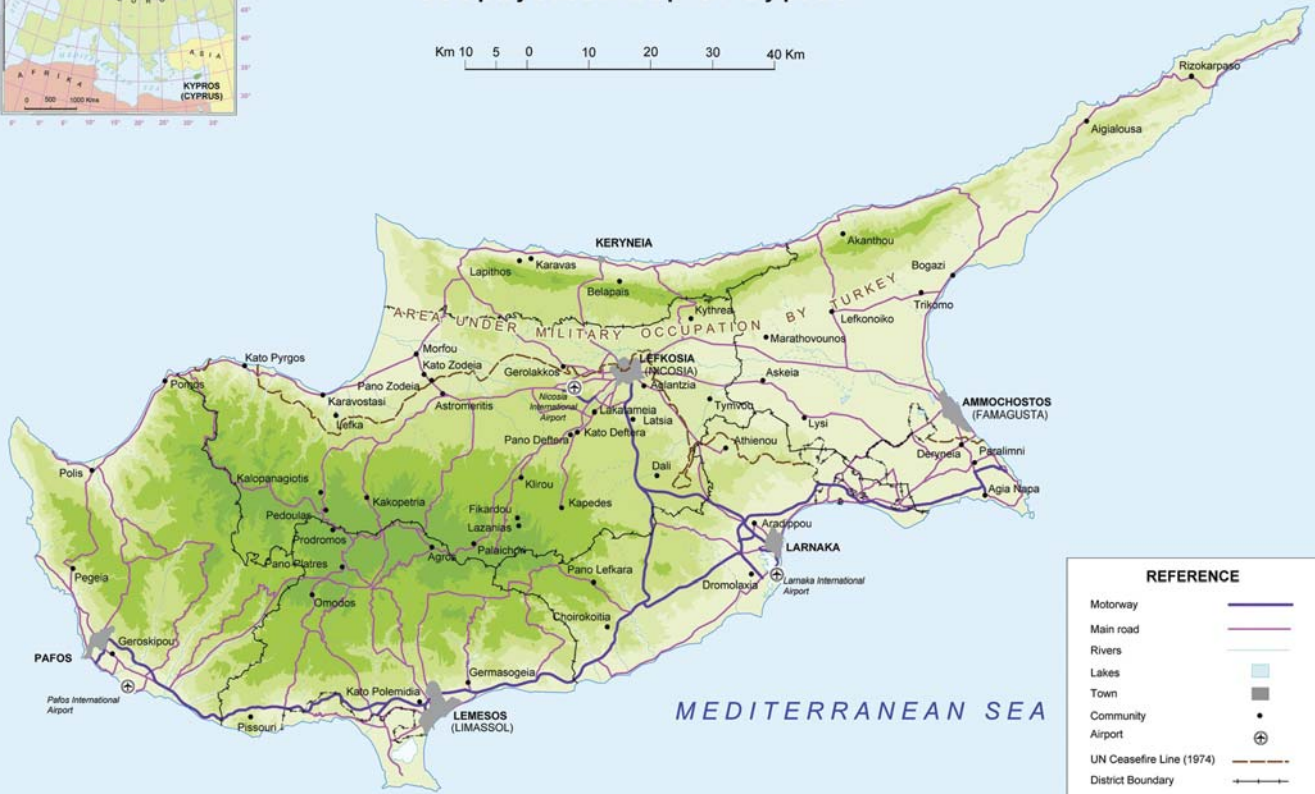 KYPROS
(CYPRUS)
AFRIKA
ASIA
0 500 1000 Kms
Km 10 5 0 10 20 30 40 Km
Rizokarpaso
Aigialousa
Akanthou
KERYNEIA
Lapithos
Karavas
Belapaïs
Bogazi
Trikomo
Kythrea
Lefkonoiko
AREA UNDER MILITARY OCCUPATION BY TURKEY
Marathovounos
Morfou
Kato Pyrgos
Kato Zodeia
Gerolakkos
LEFKOSIA
(NICOSIA)
Pomos
Pano Zodeia
Aglantzia
Askeia
Karavostasi
Astromeritis
Nicosia
International
Airport
Lakatameia
Tymvou
AMMOCHOSTOS
(FAMAGUSTA)
Lefka
Latsia
Lysi
Pano Deftera
Kato Deftera
Athienou
Deryneia
Paralimni
Polis
Dali
Kalopanagiotis
Klirou
Agia Napa
Kakopetria
Kapedes
Pedoulas
Fikardou
Lazanias
Aradippou
Prodromos
Palaichori
Agros
LARNAKA
Pano Platres
Pano Lefkara
Dromolaxia
Larnaka International
Airport
Pegeia
Omodos
Choirokoitia
PAFOS
Geroskipou
Germasogeia
Pafos International
Airport
Kato Polemidia
LEMESOS
(LIMASSOL)
Pissouri
MEDITERRANEAN SEA
REFERENCE
Motorway
Main road
Rivers
Lakes
Town
Community
Airport
UN Ceasefire Line (1974)
District Boundary